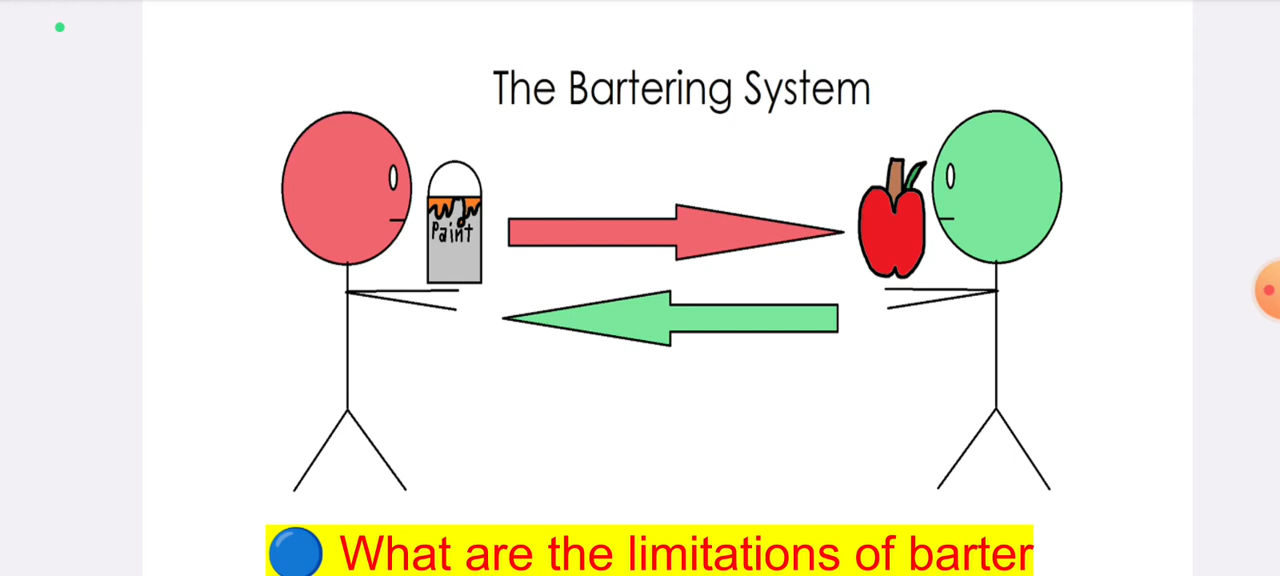 The Bartering System
Paint
What are the limitations of barter